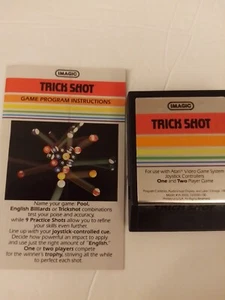 IMAGIC
TRICK SHOT
GAME PROGRAM INSTRUCTIONS
Name your game: Pool,
English Billiards or Trickshot combinations
test your poise and accuracy,
while 9 Practice Shots allow you to refine
your skills even further.
Line up with your joystick-controlled rue.
Decide how powerful an impact to apply
and use just the right amount of "English."
One or two players compete
for the winner's trophy, striking all the while
to perfect each shot.
IMAGIC
TRICK SHOT
For use with Atari Video Game System
Joystick Controllers
One and Two Player Game